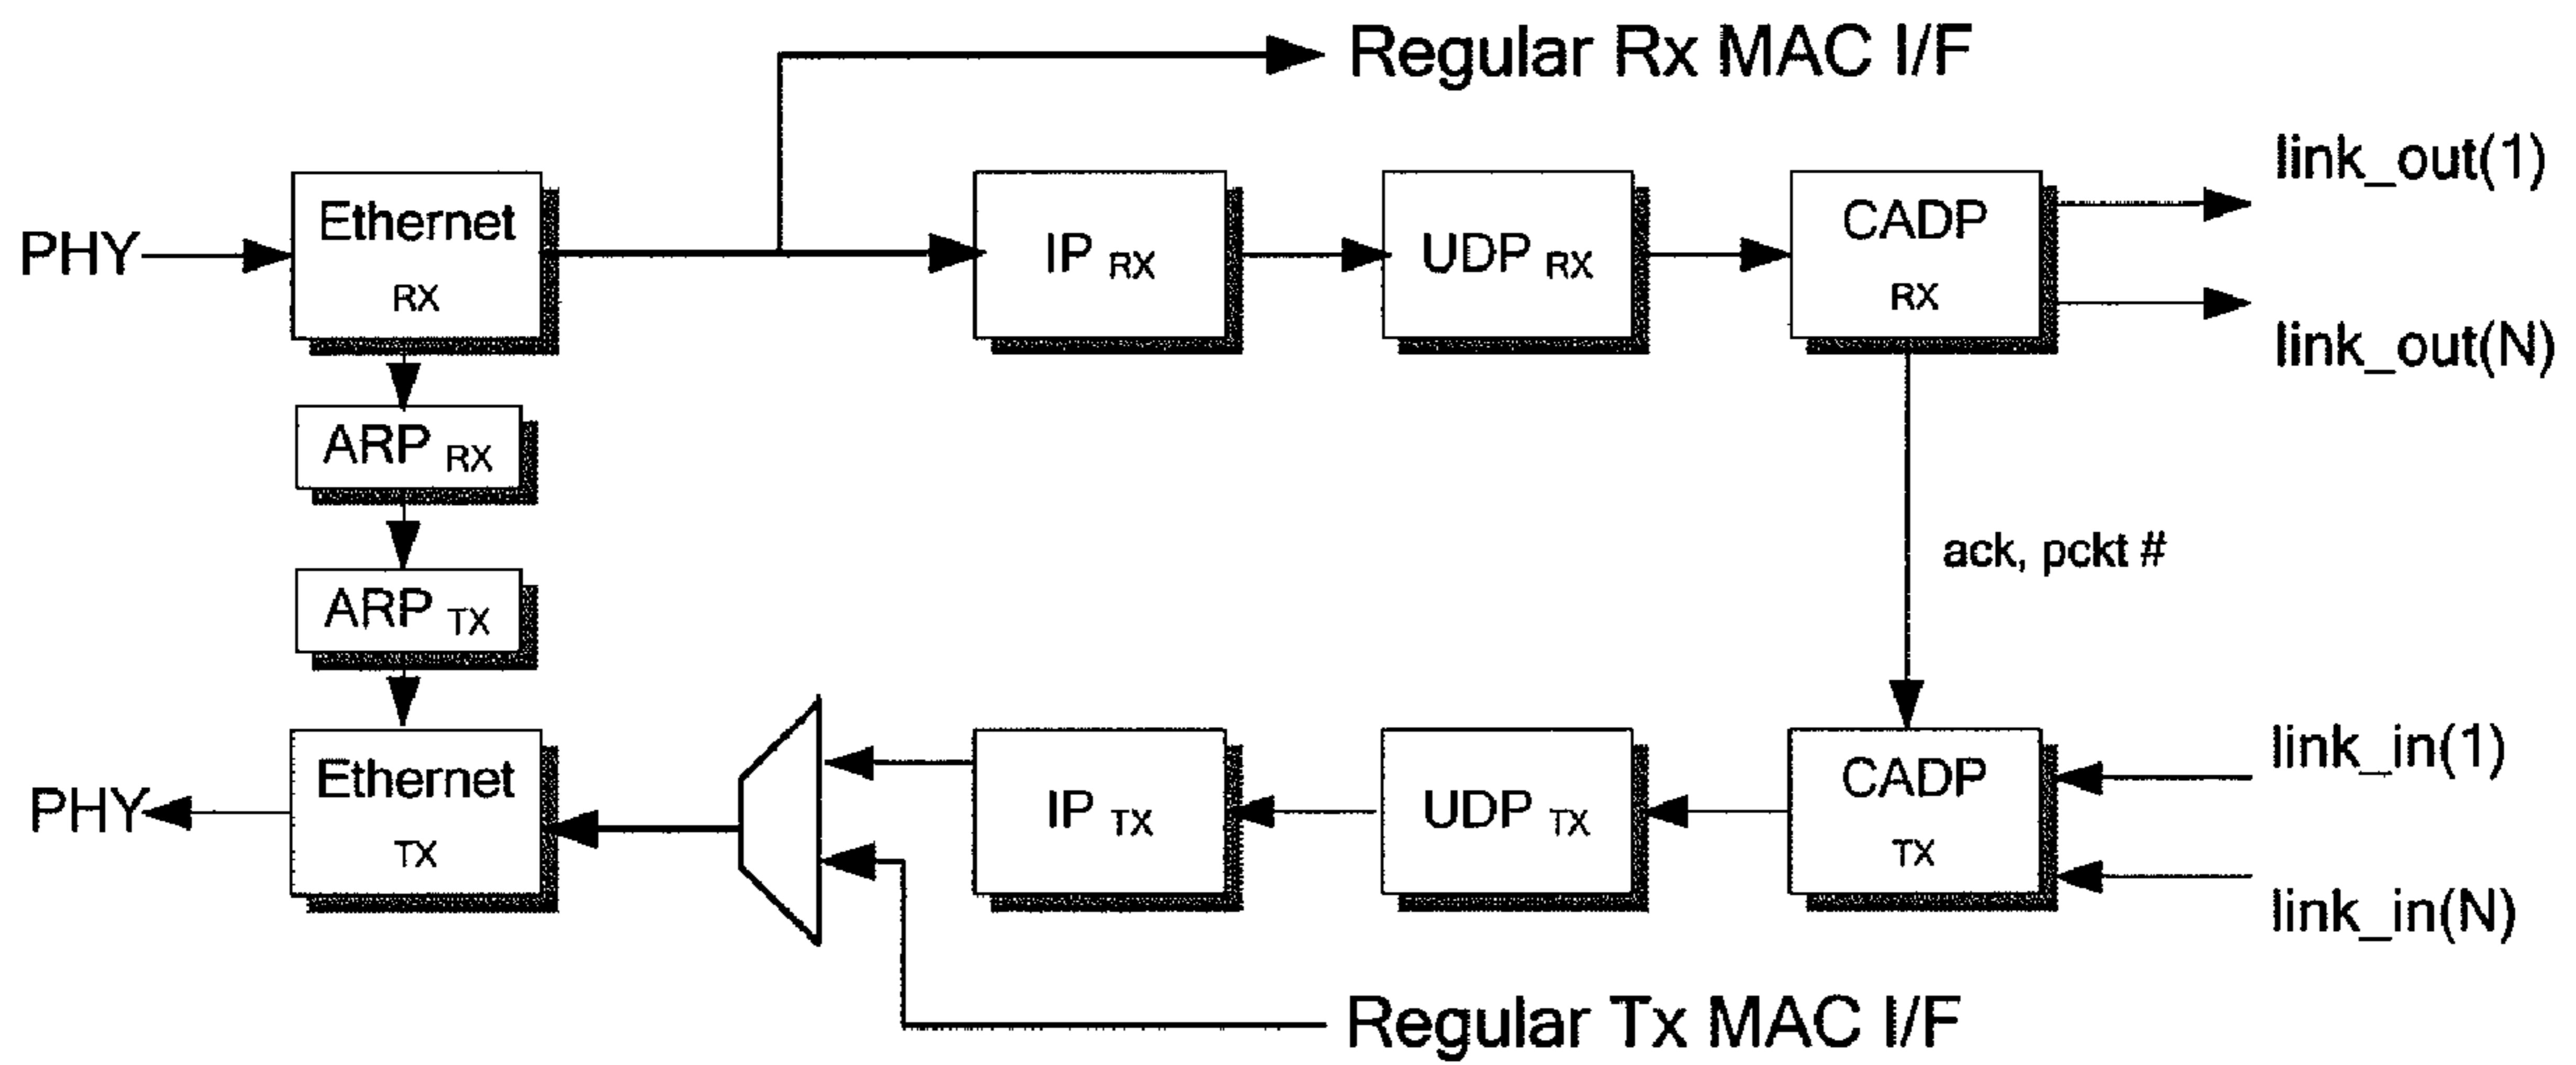 Regular Rx MAC I/F
link_out(1)
PHY
Ethernet
RX
IP RX
UDP RX
CADP
RX
link_out(N)
ARP RX
ack, pckt #
ARP TX
link_in(1)
PHY
Ethernet
TX
IP TX
UDP TX
CADP
TX
link_in(N)
Regular Tx MAC I/F